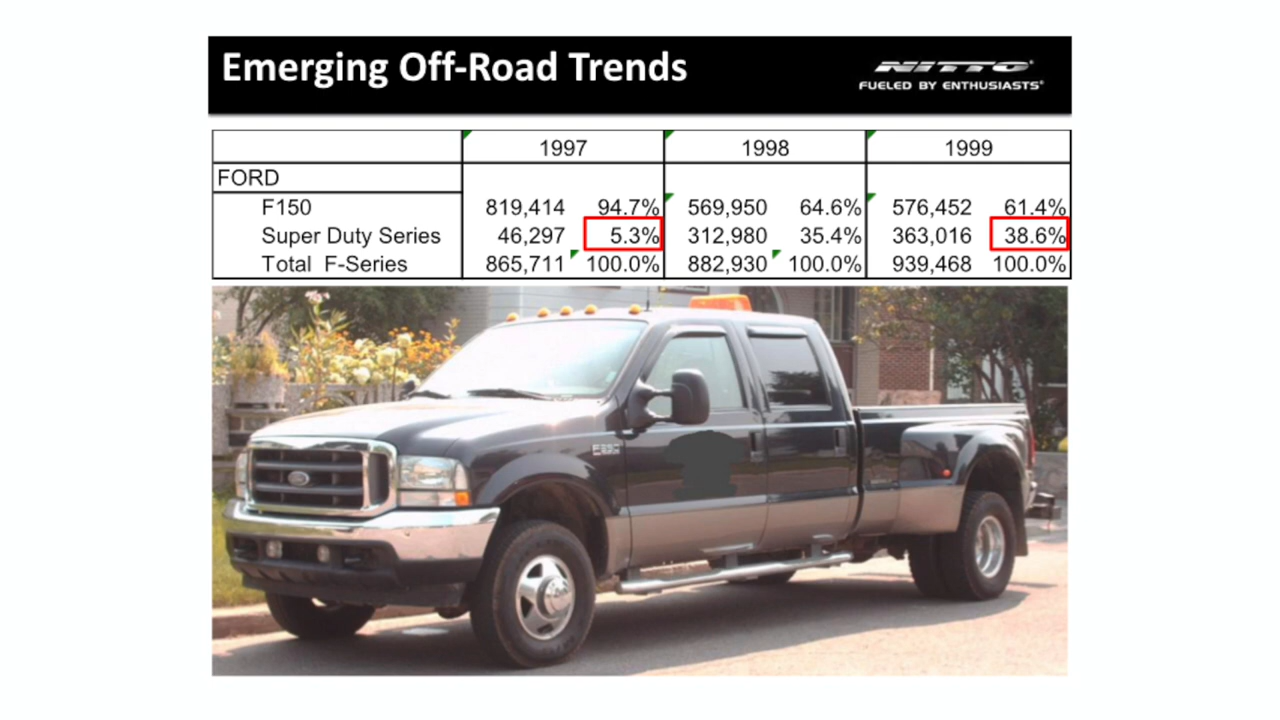 Emerging Off-Road Trends
NITTO
FUELED BY ENTHUSIASTS
1997 1998 1999
FORD
F150 819,414 94.7% 569,950 64.6% 576,452 61.4%
Super Duty Series 46,297 5.3% 312,980 35.4% 363,016 38.6%
Total F-Series 865,711 100.0% 882,930 100.0% 939,468 100.0%
Ford